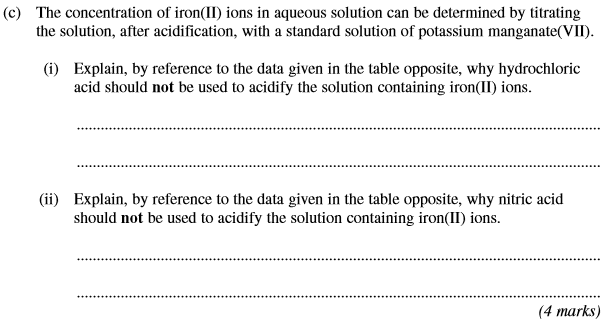 (c) The concentration of iron(II) ions in aqueous solution can be determined by titrating
the solution, after acidification, with a standard solution of potassium manganate(VII).
(i) Explain, by reference to the data given in the table opposite, why hydrochloric
acid should not be used to acidify the solution containing iron(II) ions.
(ii) Explain, by reference to the data given in the table opposite, why nitric acid
should not be used to acidify the solution containing iron(II) ions.
(4 marks)